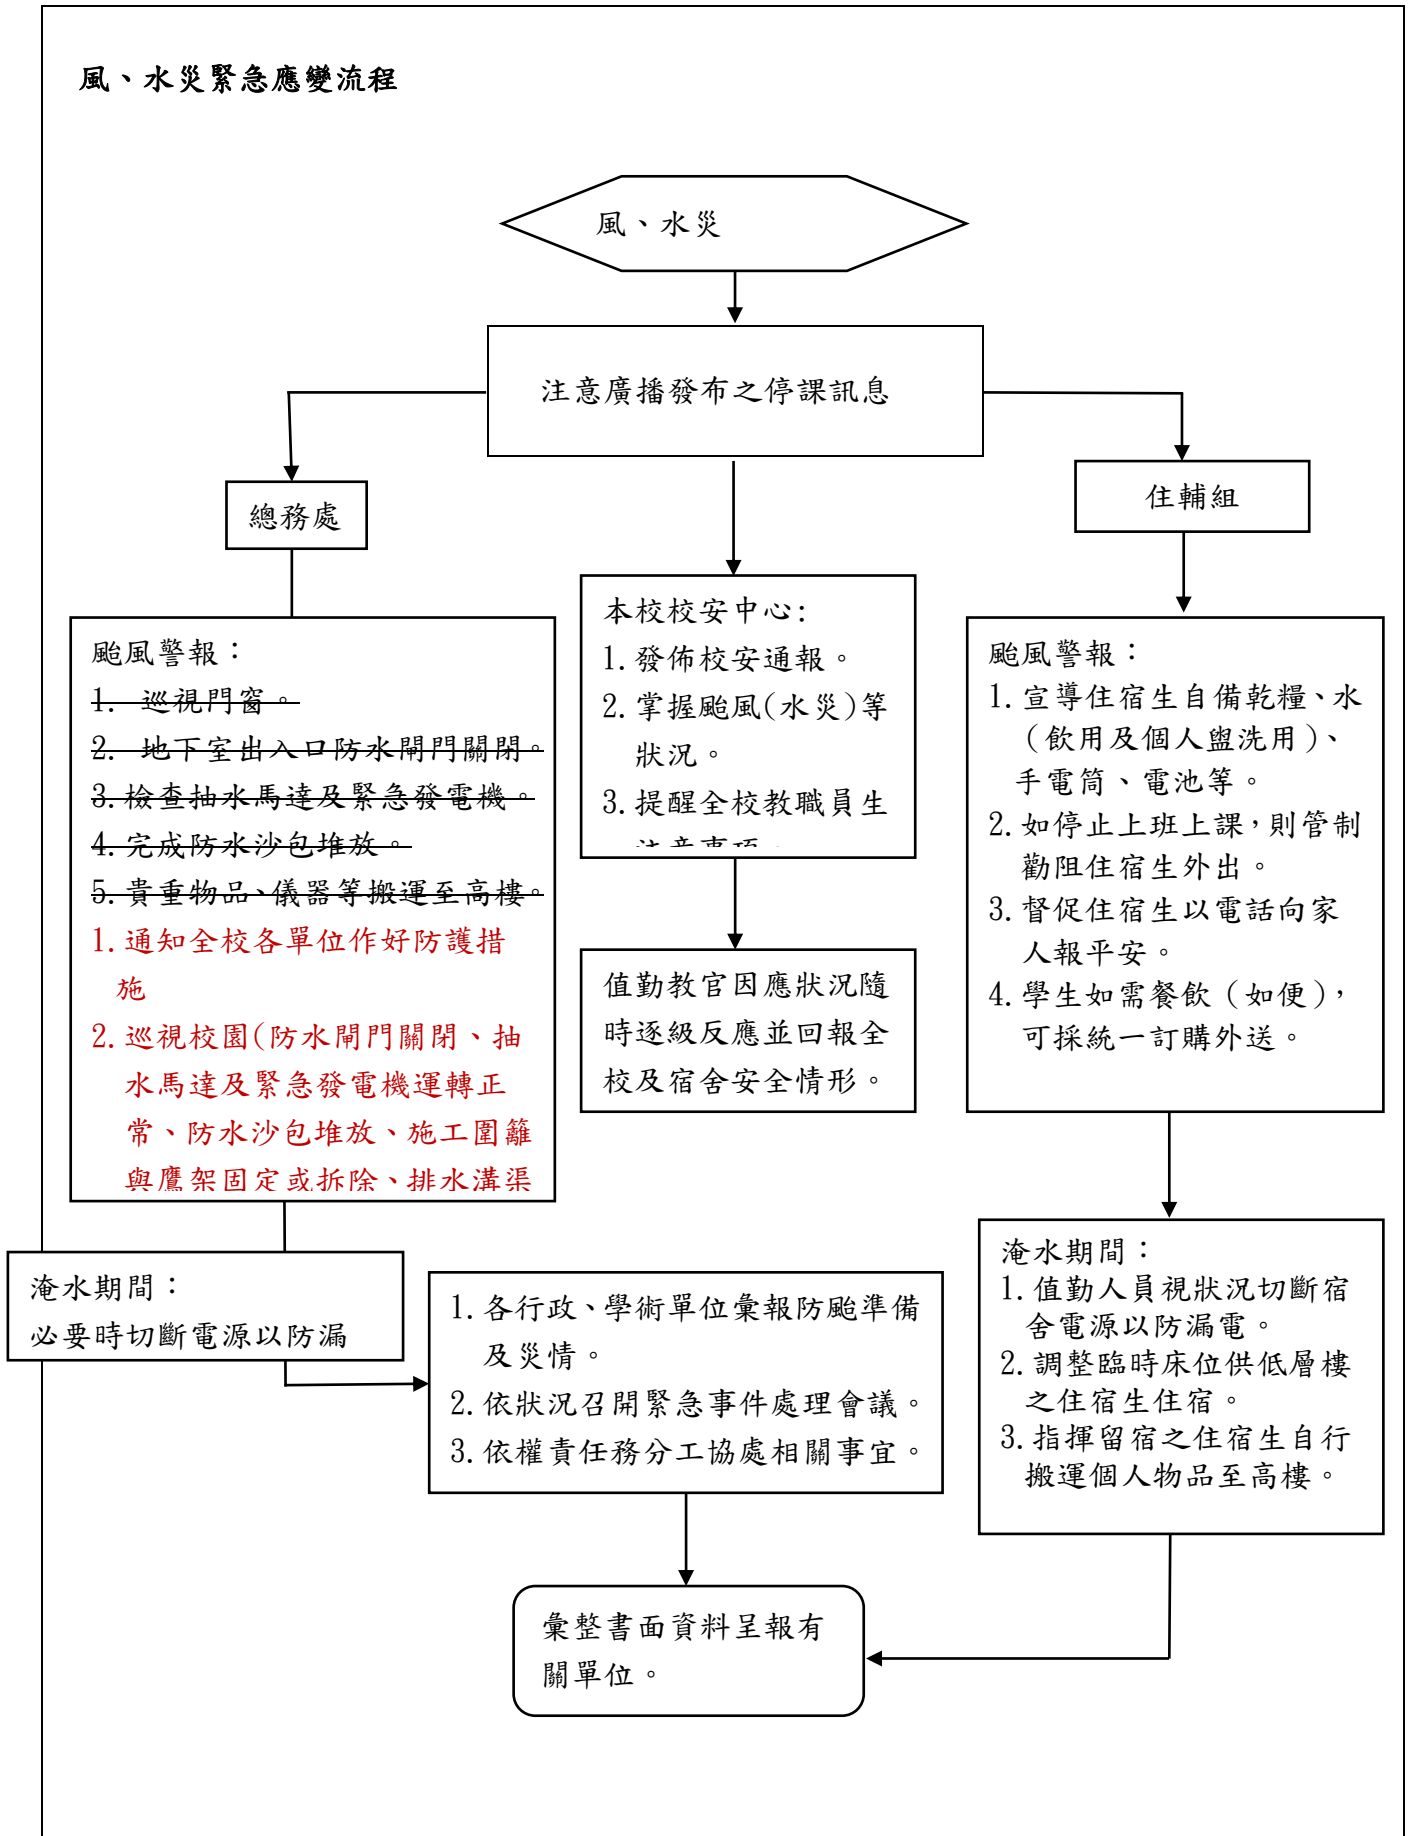 風、水災緊急應變流程
風、水災
注意廣播發布之停課訊息
總務處
住輔組
颱風警報：
1. 巡視門窗。
2. 地下室出入口防水閘門關閉。
3.檢查抽水馬達及緊急發電機。
4.完成防水沙包堆放。
5.貴重物品、儀器等搬運至高樓。
1.通知全校各單位作好防護措
施
2.巡視校園(防水閘門關閉、抽
水馬達及緊急發電機運轉正
常、防水沙包堆放、施工圍籬
與鷹架固定或拆除、排水溝渠
本校校安中心:
1.發佈校安通報。
2.掌握颱風(水災)等
狀況。
3.提醒全校教職員生
注意事項。
值勤教官因應狀況隨
時逐級反應並回報全
校及宿舍安全情形。
颱風警報：
1.宣導住宿生自備乾糧、水
（飲用及個人盥洗用）、
手電筒、電池等。
2.如停止上班上課，則管制
勸阻住宿生外出。
3.督促住宿生以電話向家
人報平安。
4.學生如需餐飲（如便），
可採統一訂購外送。
淹水期間：
必要時切斷電源以防漏
1.各行政、學術單位彙報防颱準備
及災情。
2.依狀況召開緊急事件處理會議。
3.依權責任務分工協處相關事宜。
淹水期間：
1.值勤人員視狀況切斷宿
舍電源以防漏電。
2.調整臨時床位供低層樓
之住宿生住宿。
3.指揮留宿之住宿生自行
搬運個人物品至高樓。
彙整書面資料呈報有
關單位。